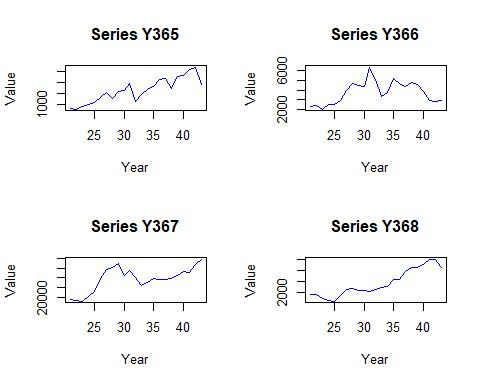 Series Y365
Value
1000
25 30 35 40
Year
Series Y366
Value
2000 6000
25 30 35 40
Year
Series Y367
Value
20000
25 30 35 40
Year
Series Y368
Value
2000
25 30 35 40
Year